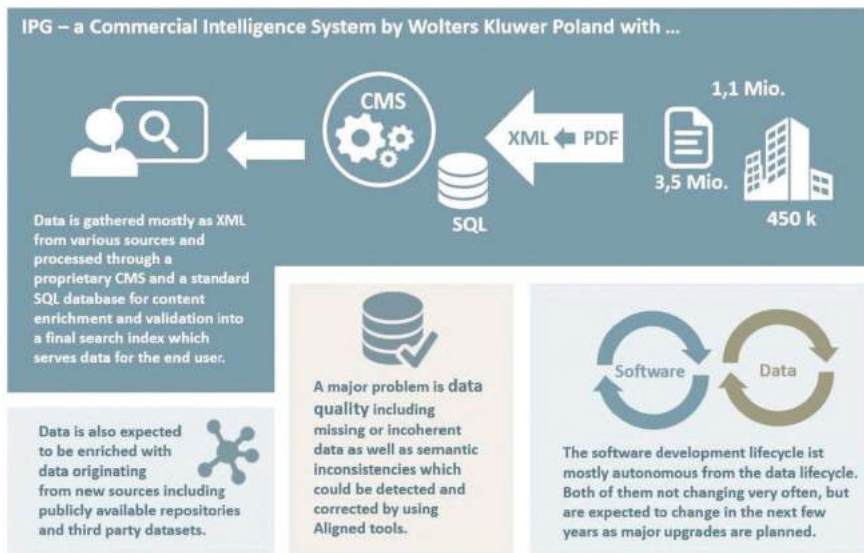 IPG – a Commercial Intelligence System by Wolters Kluwer Poland with ...
CMS
XML
PDF
SQL
1,1 Mio.
3,5 Mio.
450 k
Data is gathered mostly as XML
from various sources and
processed through a
proprietary CMS and a standard
SQL database for content
enrichment and validation into
a final search index which
serves data for the end user.
Data is also expected
to be enriched with
data originating
from new sources including
publicly available repositories
and third party datasets.
A major problem is data
quality including
missing or incoherent
data as well as semantic
inconsistencies which
could be detected and
corrected by using
Aligned tools.
Software
Data
The software development lifecycle ist
mostly autonomous from the data lifecycle.
Both of them not changing very often, but
are expected to change in the next few
years as major upgrades are planned.